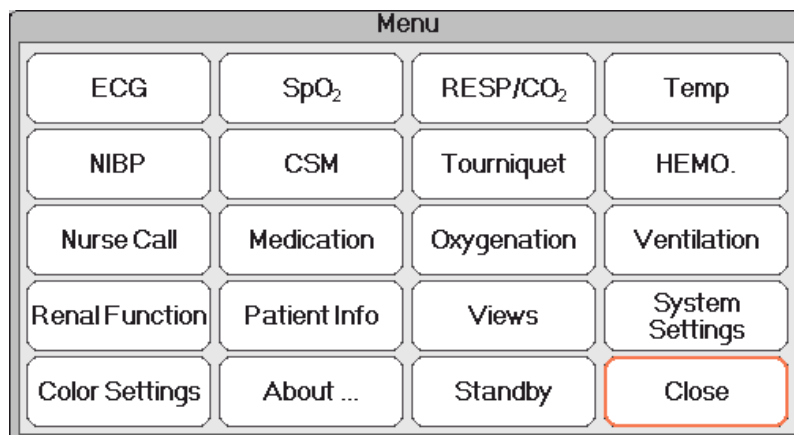 Menu
ECG SpO₂ RESP/CO₂ Temp
NIBP CSM Tourniquet HEMO.
Nurse Call Medication Oxygenation Ventilation
Renal Function Patient Info Views System Settings
Color Settings About ... Standby Close